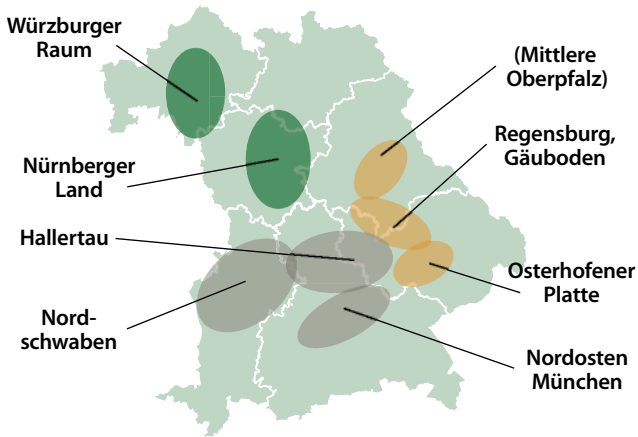 Würzburger
Raum
(Mittlere
Oberpfalz)
Regensburg,
Gäuboden
Nürnberger
Land
Hallertau
Osterhofener
Platte
Nord-
schwaben
Nordosten
München